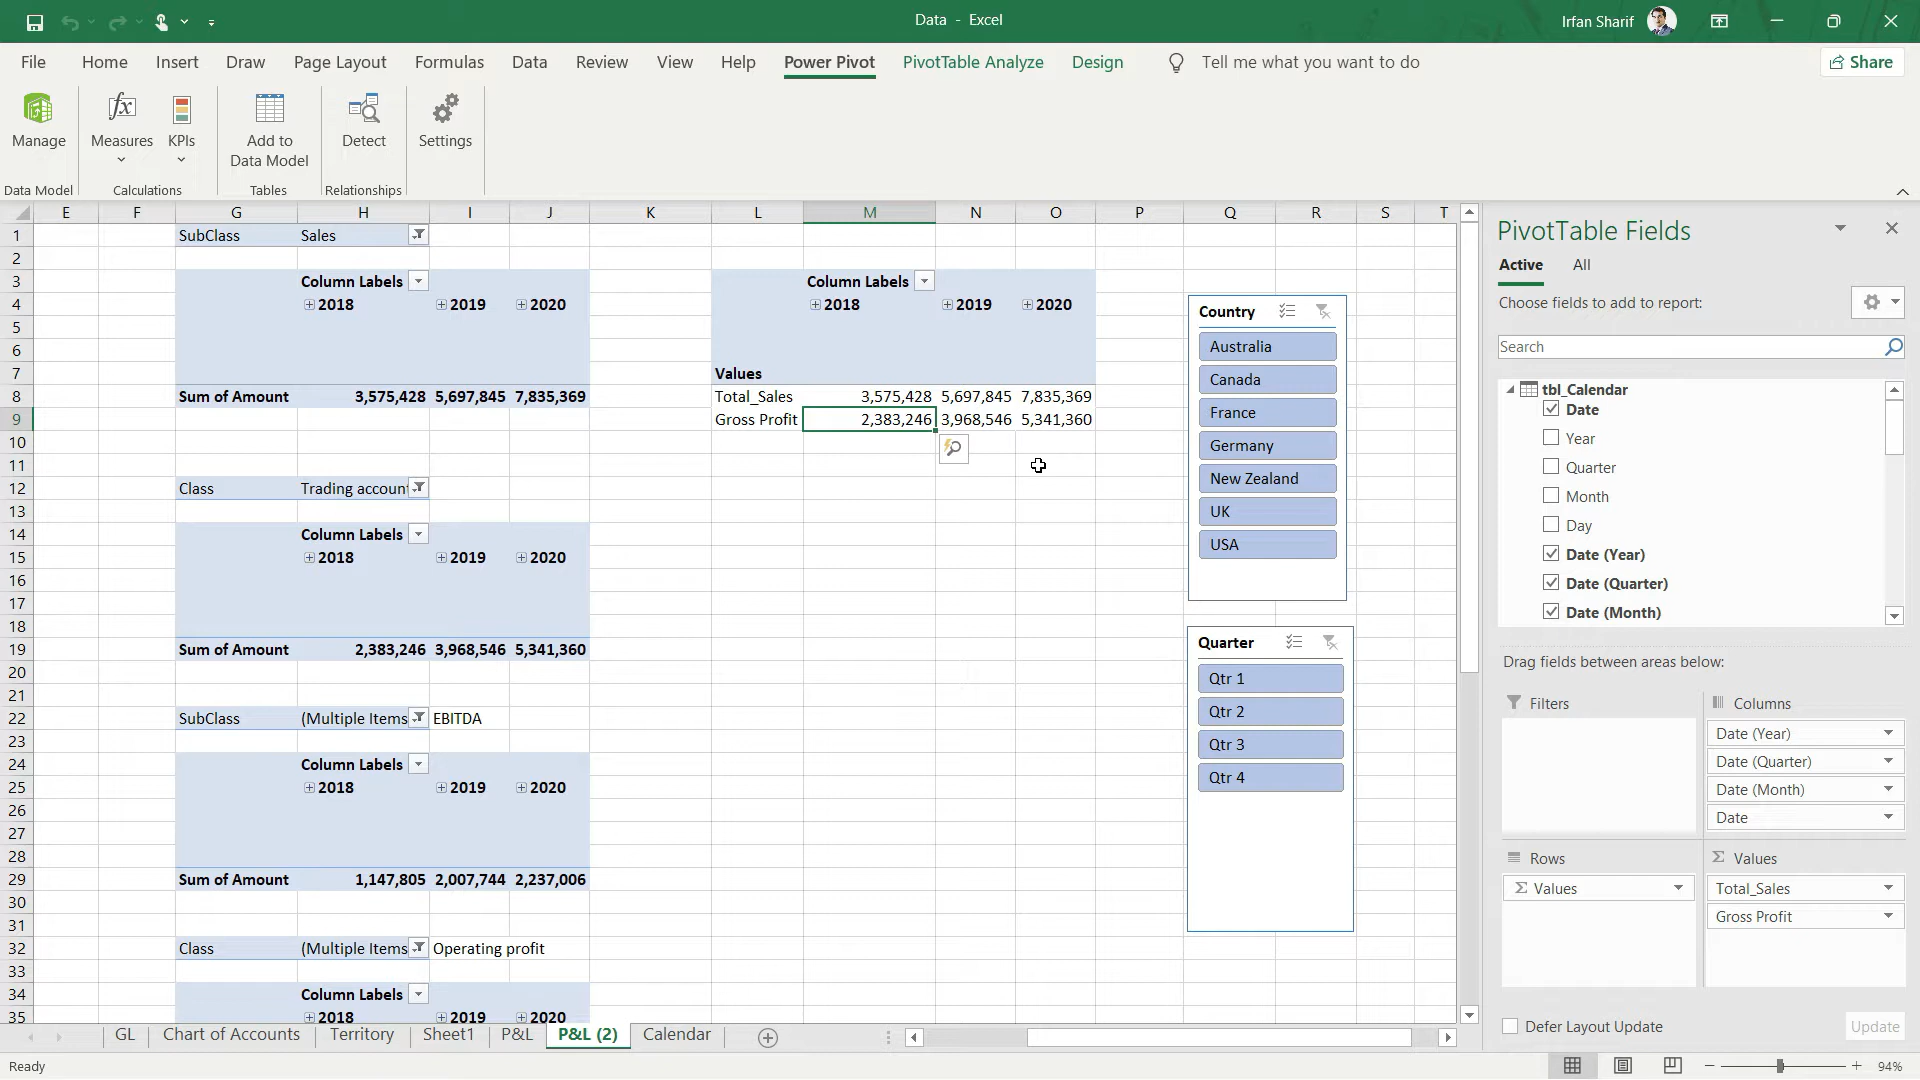 Data - Excel
Irfan Sharif
File Home Insert Draw Page Layout Formulas Data Review View Help Power Pivot PivotTable Analyze Design Tell me what you want to do Share
Manage Measures KPIs Add to Data Model Detect Settings
Data Model Calculations Tables Relationships
E F G H I J K L M N O P Q R S T
1 SubClass Sales
2
3 Column Labels Column Labels
4 2018 2019 2020 2018 2019 2020
5
6
7 Values
8 Sum of Amount 3,575,428 5,697,845 7,835,369 Total_Sales 3,575,428 5,697,845 7,835,369
9 Gross Profit 2,383,246 3,968,546 5,341,360
10
11
12 Class Trading account
13
14 Column Labels
15 2018 2019 2020
16
17
18
19 Sum of Amount 2,383,246 3,968,546 5,341,360
20
21
22 SubClass (Multiple Items EBITDA
23
24 Column Labels
25 2018 2019 2020
26
27
28
29 Sum of Amount 1,147,805 2,007,744 2,237,006
30
31
32 Class (Multiple Items Operating profit
33
34 Column Labels
35 2018 2019 2020
Country
Australia
Canada
France
Germany
New Zealand
UK
USA
Quarter
Qtr 1
Qtr 2
Qtr 3
Qtr 4
PivotTable Fields
Active All
Choose fields to add to report:
Search
tbl_Calendar
Date
Year
Quarter
Month
Day
Date (Year)
Date (Quarter)
Date (Month)
Drag fields between areas below:
Filters
Columns
Date (Year)
Date (Quarter)
Date (Month)
Date
Rows
Σ Values
Σ Values
Total_Sales
Gross Profit
Defer Layout Update Update
GL Chart of Accounts Territory Sheet1 P&L P&L (2) Calendar
Ready
94%